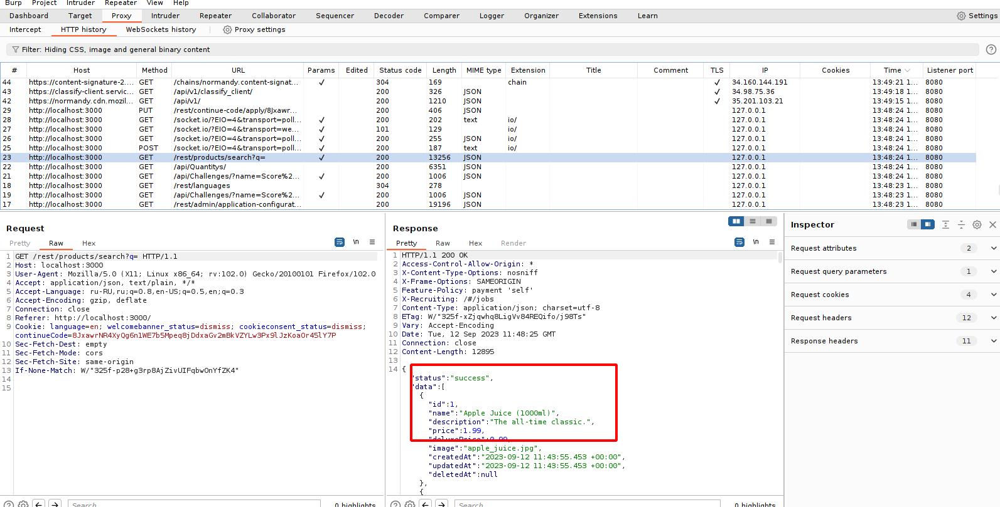 Burp Project Intruder Repeater View Help
Dashboard Target Proxy Intruder Repeater Collaborator Sequencer Decoder Comparer Logger Organizer Extensions Learn Settings
Intercept HTTP history WebSockets history Proxy settings
Filter: Hiding CSS, image and general binary content
# Host Method URL Params Edited Status code Length MIME type Extension Title Comment TLS IP Cookies Time Listener port
44 https://content-signature-2.... GET /chains/normandy.content-signat... ✓ 304 169 chain ✓ 34.160.144.191 13:49:21 1... 8080
43 https://classify-client.servic... GET /api/v1/classify_client/ 200 326 JSON ✓ 34.98.75.36 13:49:18 1... 8080
42 https://normandy.cdn.mozil... GET /api/v1/ 200 1210 JSON ✓ 35.201.103.21 13:49:15 1... 8080
29 http://localhost:3000 PUT /rest/continue-code/apply/8Jxawr... 200 406 JSON 127.0.0.1 13:48:24 1... 8080
28 http://localhost:3000 GET /socket.io/?EIO=4&transport=poll... ✓ 200 202 text io/ 127.0.0.1 13:48:24 1... 8080
27 http://localhost:3000 GET /socket.io/?EIO=4&transport=we... ✓ 101 129 io/ 127.0.0.1 13:48:24 1... 8080
26 http://localhost:3000 GET /socket.io/?EIO=4&transport=poll... ✓ 200 255 JSON io/ 127.0.0.1 13:48:24 1... 8080
25 http://localhost:3000 POST /socket.io/?EIO=4&transport=poll... ✓ 200 187 text io/ 127.0.0.1 13:48:24 1... 8080
23 http://localhost:3000 GET /rest/products/search?q= ✓ 200 13256 JSON 127.0.0.1 13:48:24 1... 8080
22 http://localhost:3000 GET /api/Quantitys/ 200 6351 JSON 127.0.0.1 13:48:24 1... 8080
21 http://localhost:3000 GET /api/Challenges/?name=Score%2... ✓ 200 1006 JSON 127.0.0.1 13:48:24 1... 8080
18 http://localhost:3000 GET /rest/languages 304 278 127.0.0.1 13:48:23 1... 8080
19 http://localhost:3000 GET /api/Challenges/?name=Score%2... ✓ 200 1006 JSON 127.0.0.1 13:48:23 1... 8080
17 http://localhost:3000 GET /rest/admin/application-configurat... 200 19196 JSON 127.0.0.1 13:48:23 1... 8080
Request
Pretty Raw Hex \n
1 GET /rest/products/search?q= HTTP/1.1
2 Host: localhost:3000
3 User-Agent: Mozilla/5.0 (X11; Linux x86_64; rv:102.0) Gecko/20100101 Firefox/102.0
4 Accept: application/json, text/plain, */*
5 Accept-Language: ru-RU,ru;q=0.8,en-US;q=0.5,en;q=0.3
6 Accept-Encoding: gzip, deflate
7 Connection: close
8 Referer: http://localhost:3000/
9 Cookie: language=en; welcomebanner_status=dismiss; cookieconsent_status=dismiss;
continueCode=8JxawrNR4XyQg6n1WE7b5Mpeq8jDdxaGv2mBkVZYLw3Px9lJzKoaOr45lY7P
10 Sec-Fetch-Dest: empty
11 Sec-Fetch-Mode: cors
12 Sec-Fetch-Site: same-origin
13 If-None-Match: W/"325f-p28+g3rp8AjZivUIFqbwOnYfZK4"
14
15
Search 0 highlights
Response
Pretty Raw Hex Render \n
1 HTTP/1.1 200 OK
2 Access-Control-Allow-Origin: *
3 X-Content-Type-Options: nosniff
4 X-Frame-Options: SAMEORIGIN
5 Feature-Policy: payment 'self'
6 X-Recruiting: /#/jobs
7 Content-Type: application/json; charset=utf-8
8 ETag: W/"325f-xZjqwhq8LigVv84REQifo/j98Ts"
9 Vary: Accept-Encoding
10 Date: Tue, 12 Sep 2023 11:48:25 GMT
11 Connection: close
12 Content-Length: 12895
13
14 {
"status":"success",
"data":[
{
"id":1,
"name":"Apple Juice (1000ml)",
"description":"The all-time classic.",
"price":1.99,
"deluxePrice":0.99,
"image":"apple_juice.jpg",
"createdAt":"2023-09-12 11:43:55.453 +00:00",
"updatedAt":"2023-09-12 11:43:55.453 +00:00",
"deletedAt":null
},
{
Search 0 highlights
Inspector
Request attributes 2
Request query parameters 1
Request cookies 4
Request headers 12
Response headers 11